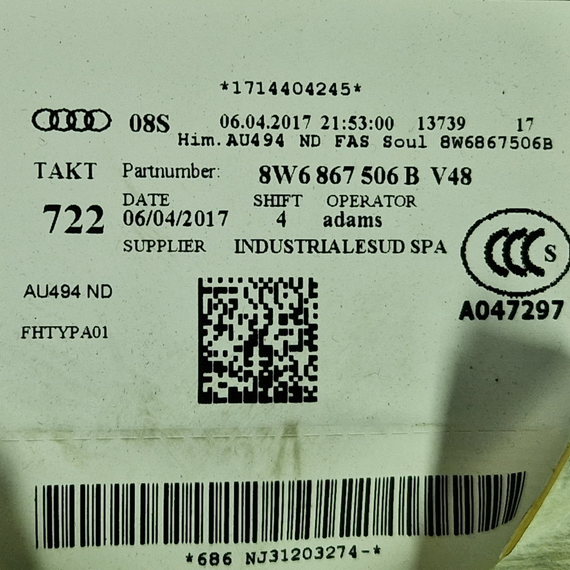 *1714404245*
08S 06.04.2017 21:53:00 13739 17
Him.AU494 ND FAS Soul 8W6867506B
TAKT Partnumber: 8W6 867 506 B V48
DATE SHIFT OPERATOR
722 06/04/2017 4 adams
SUPPLIER INDUSTRIALESUD SPA
CCC S
AU494 ND
A047297
FHTYPA01
*686 NJ31203274-*